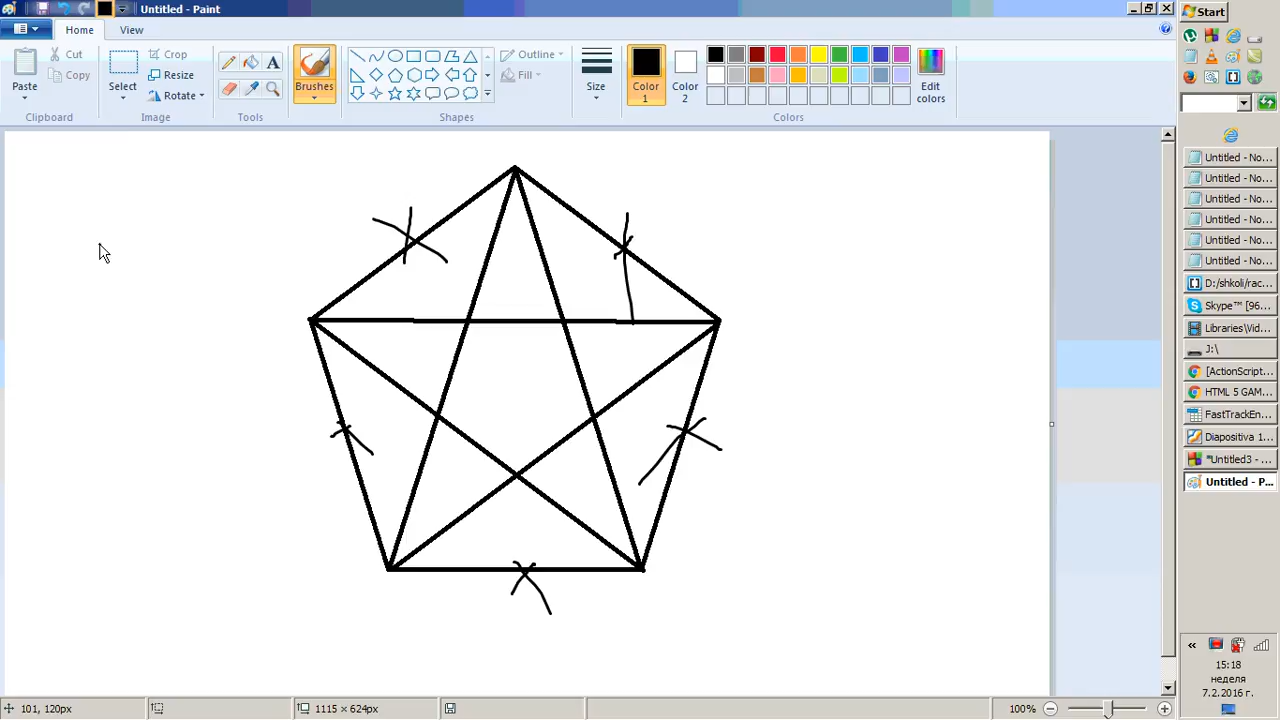 Untitled - Paint
Home
View
Paste
Cut
Copy
Clipboard
Select
Crop
Resize
Rotate
Image
Tools
Brushes
Outline
Fill
Shapes
Size
Color
1
Color
2
Colors
Edit
colors
Start
Untitled - No...
Untitled - No...
Untitled - No...
Untitled - No...
Untitled - No...
Untitled - No...
D:/shkoli/rac...
Skype™ [96...
Libraries\Vid...
J:\
[ActionScript...
HTML 5 GAM...
FastTrackEn...
Diapositiva 1...
*Untitled3 - ...
Untitled - P...
«
15:18
неделя
7.2.2016 г.
101, 120px
1115 × 624px
100%